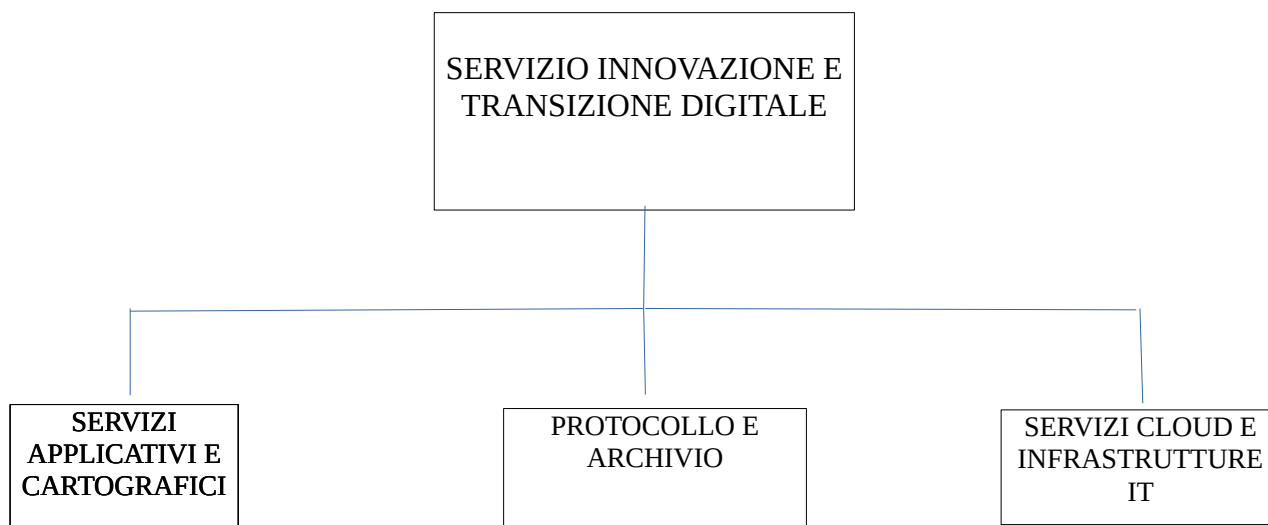 SERVIZIO INNOVAZIONE E
TRANSIZIONE DIGITALE
SERVIZI
APPLICATIVI E
CARTOGRAFICI
PROTOCOLLO E
ARCHIVIO
SERVIZI CLOUD E
INFRASTRUTTURE
IT